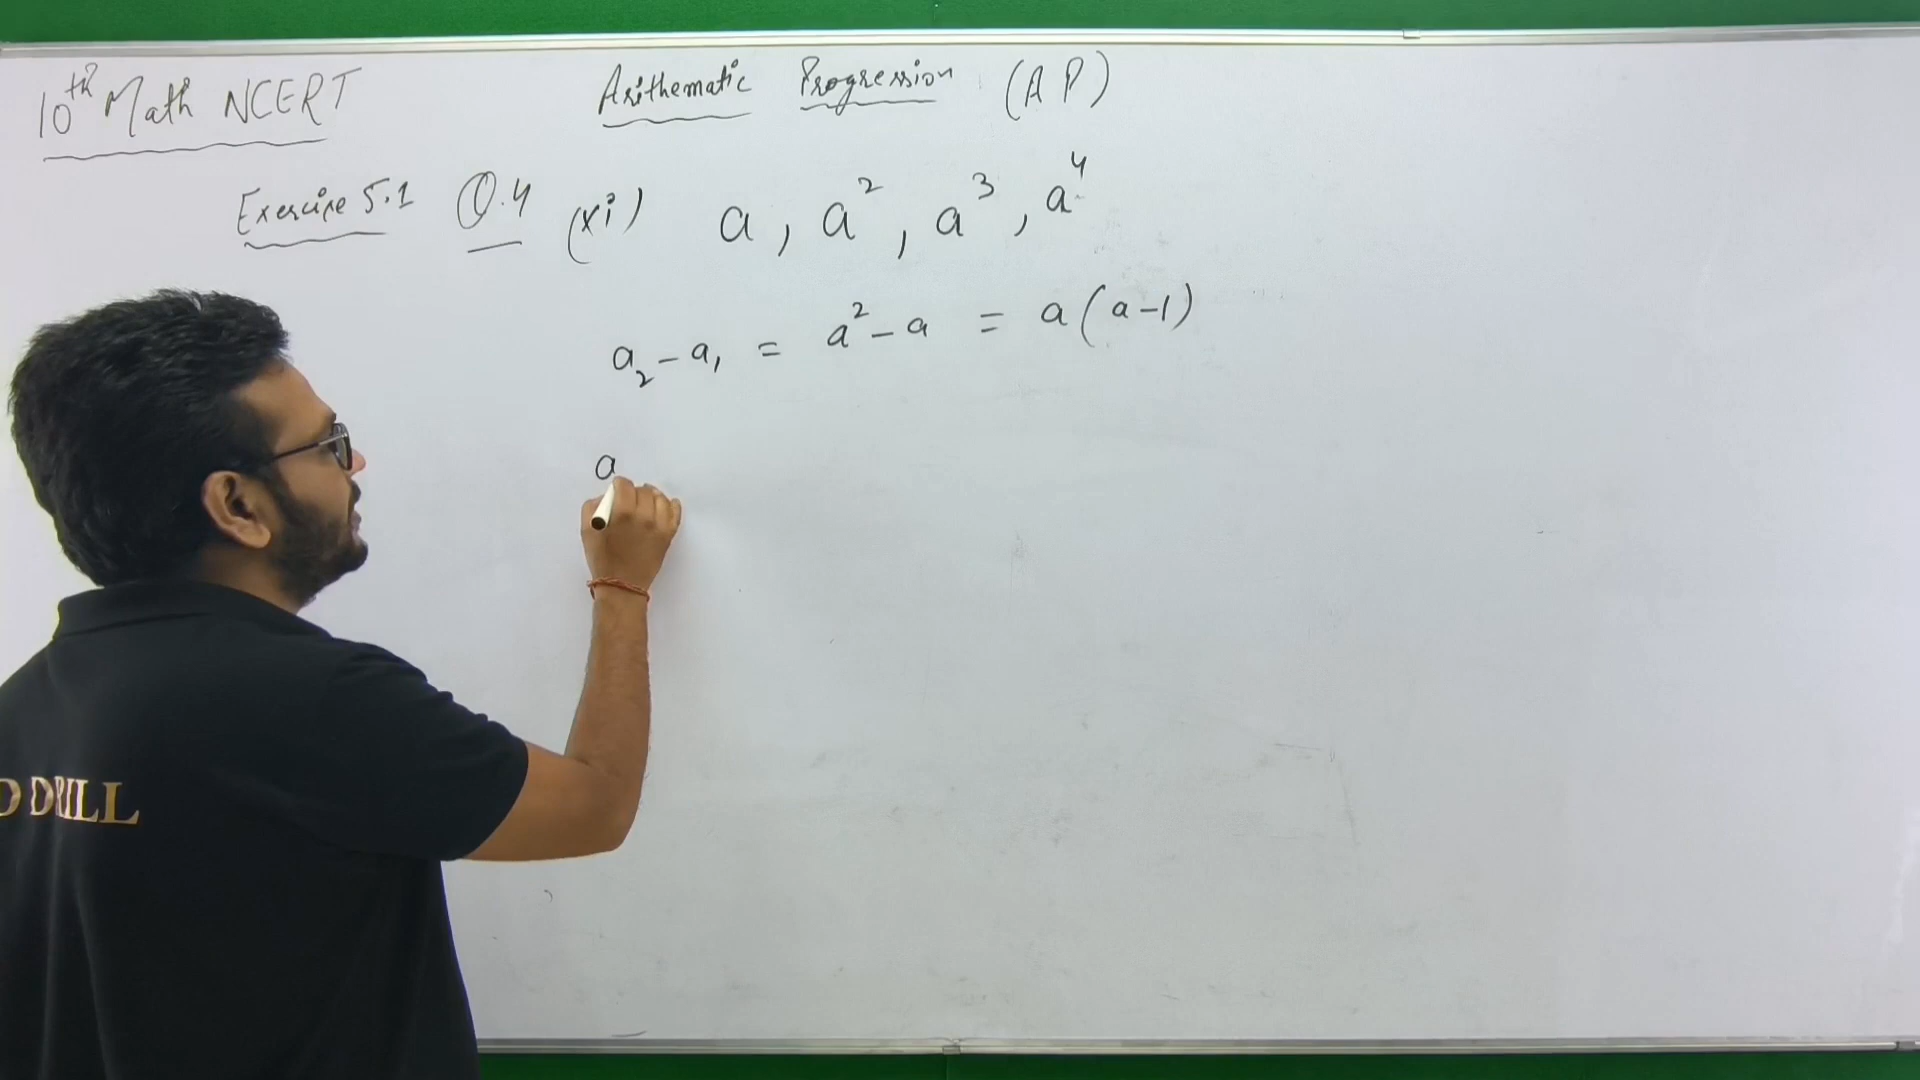 10th Math NCERT
Arithematic Progression (AP)
Exercise 5.1 Q.4 (xi) a, a², a³, a⁴
a₂ - a₁ = a² - a = a(a-1)
a
D DRILL